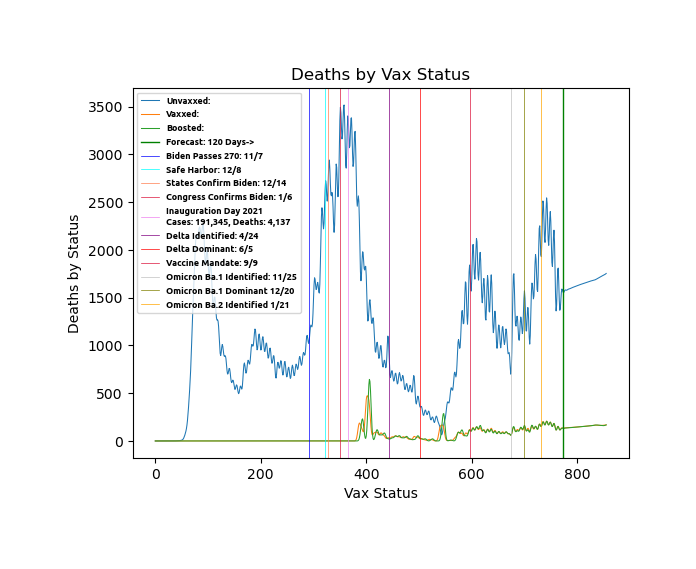 Deaths by Vax Status
Deaths by Status
3500
3000
2500
2000
1500
1000
500
0
Unvaxxed:
Vaxxed:
Boosted:
Forecast: 120 Days->
Biden Passes 270: 11/7
Safe Harbor: 12/8
States Confirm Biden: 12/14
Congress Confirms Biden: 1/6
Inauguration Day 2021
Cases: 191,345, Deaths: 4,137
Delta Identified: 4/24
Delta Dominant: 6/5
Vaccine Mandate: 9/9
Omicron Ba.1 Identified: 11/25
Omicron Ba.1 Dominant 12/20
Omicron Ba.2 Identified 1/21
0 200 400 600 800
Vax Status